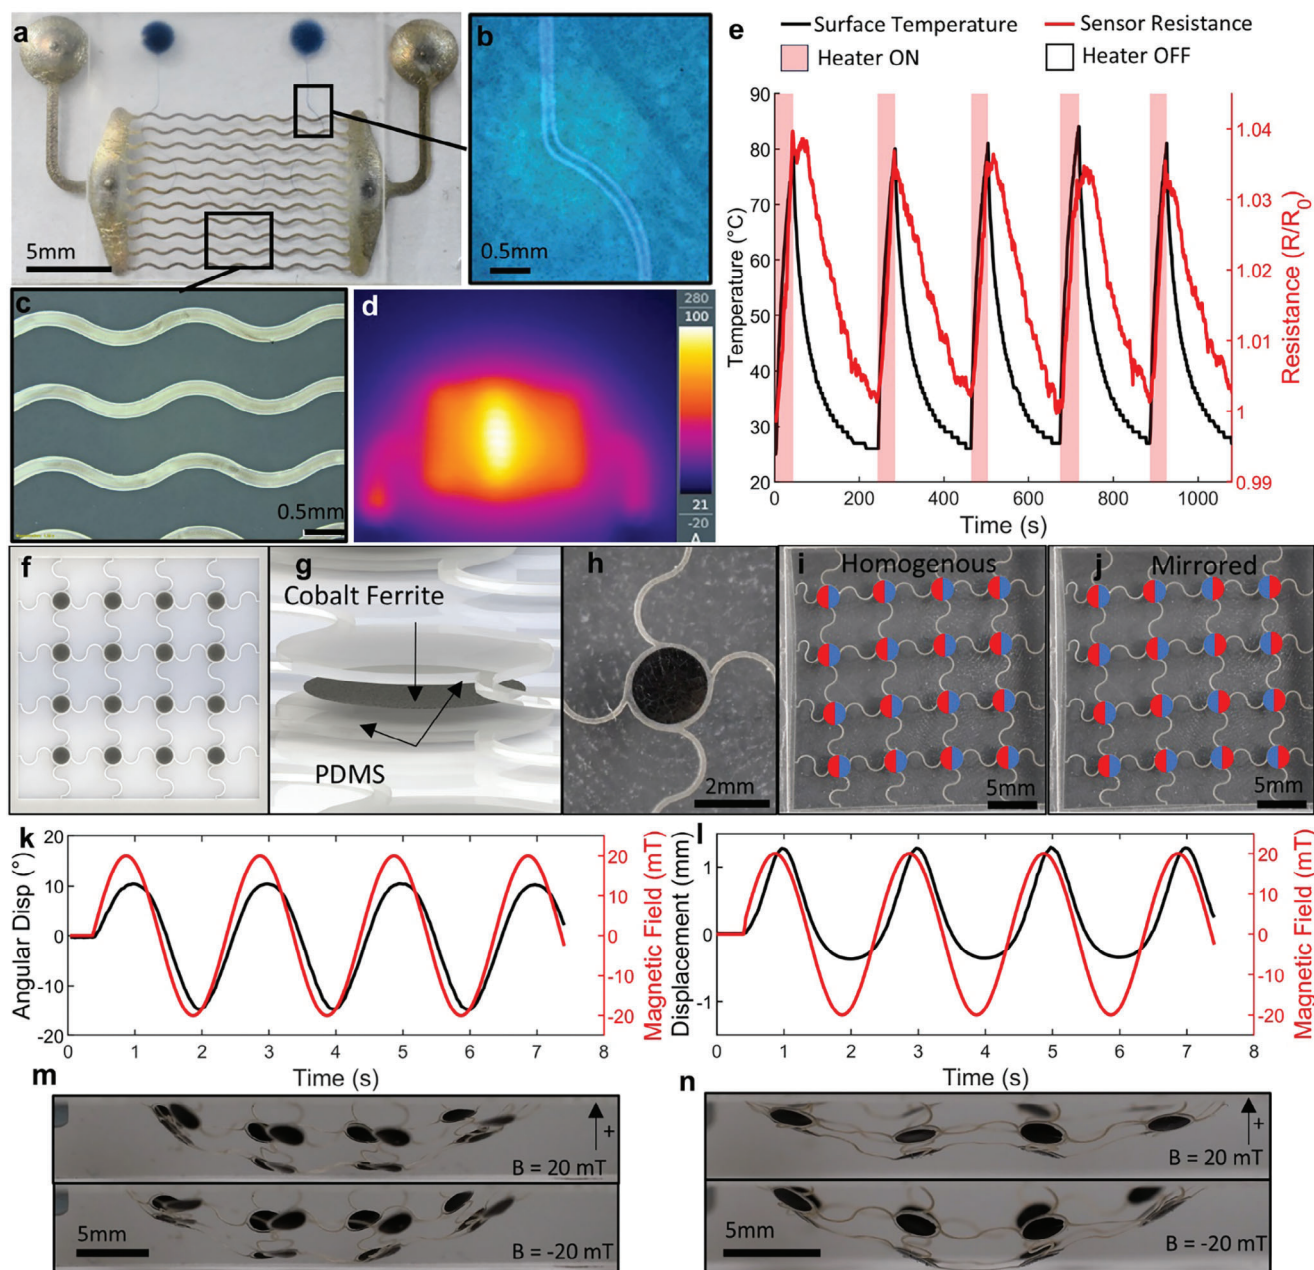 a
5mm
b
0.5mm
c
0.5mm
d
280
100
21
-20
A
e
Surface Temperature
Sensor Resistance
Heater ON
Heater OFF
Temperature (°C)
90
80
70
60
50
40
30
20
0 200 400 600 800 1000
Time (s)
1.04
1.03
1.02
1.01
1
0.99
Resistance (R/R0)
f
g
Cobalt Ferrite
PDMS
h
2mm
i
Homogenous
5mm
j
Mirrored
5mm
k
Angular Disp (°)
20
10
0
-10
-20
0 1 2 3 4 5 6 7 8
Time (s)
20
10
0
-10
-20
Magnetic Field (mT)
l
Displacement (mm)
1
0
-1
0 1 2 3 4 5 6 7 8
Time (s)
20
10
0
-10
-20
Magnetic Field (mT)
m
+
B = 20 mT
5mm
B = -20 mT
n
+
B = 20 mT
5mm
B = -20 mT